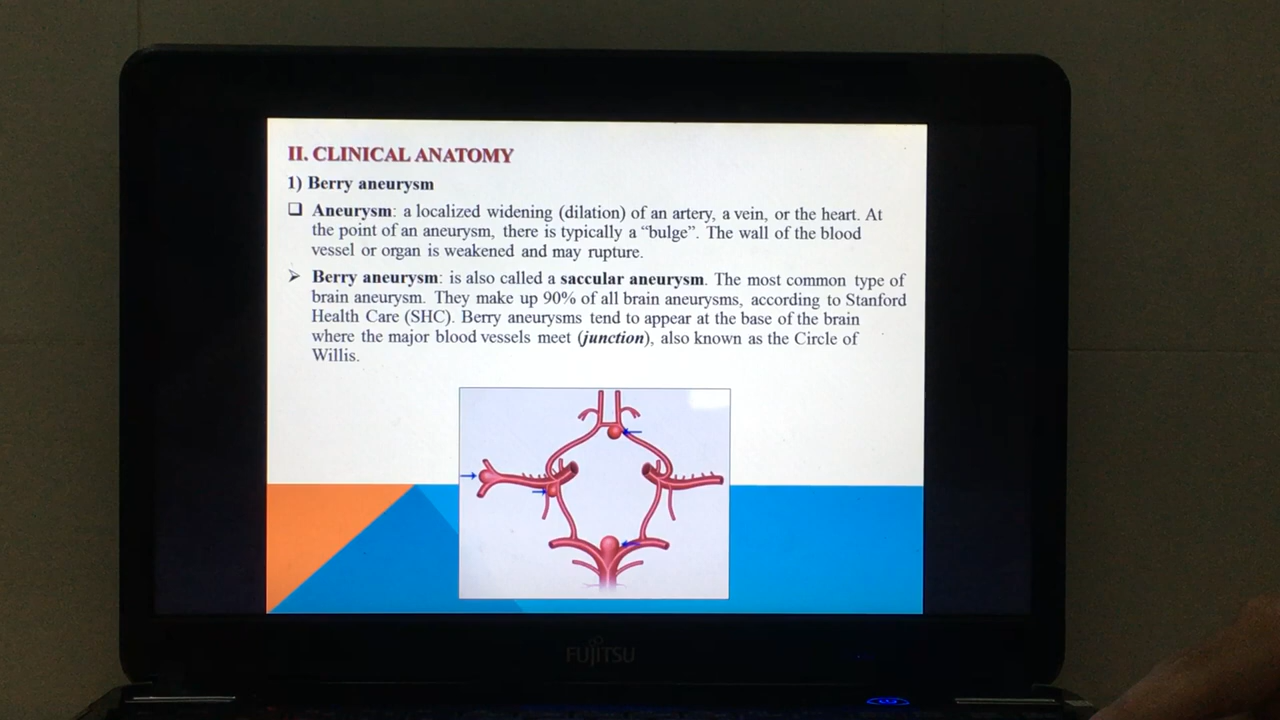 II. CLINICAL ANATOMY
1) Berry aneurysm
❑ Aneurysm: a localized widening (dilation) of an artery, a vein, or the heart. At
the point of an aneurysm, there is typically a “bulge”. The wall of the blood
vessel or organ is weakened and may rupture.
➢ Berry aneurysm: is also called a saccular aneurysm. The most common type of
brain aneurysm. They make up 90% of all brain aneurysms, according to Stanford
Health Care (SHC). Berry aneurysms tend to appear at the base of the brain
where the major blood vessels meet (junction), also known as the Circle of
Willis.
FUJITSU